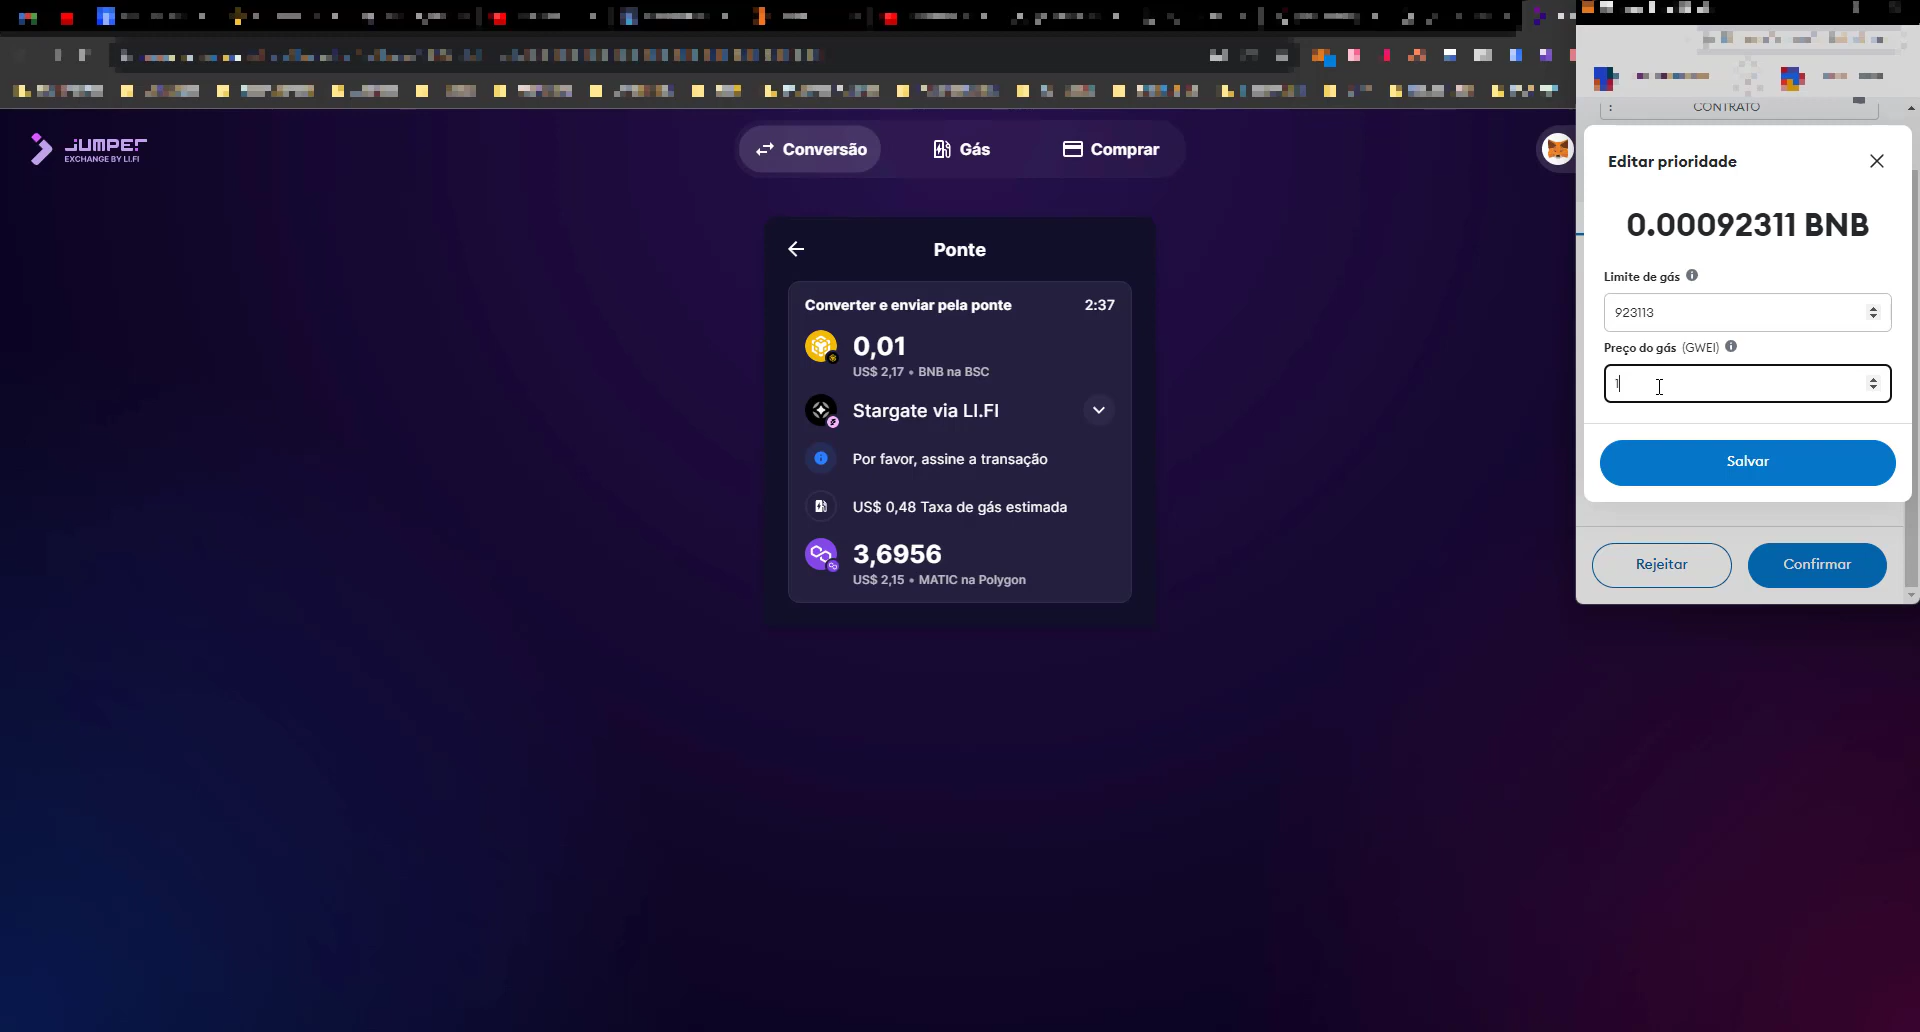 JUMPER
EXCHANGE BY LI.FI
Conversão
Gás
Comprar
Ponte
Converter e enviar pela ponte
2:37
0,01
US$ 2,17 • BNB na BSC
Stargate via LI.FI
Por favor, assine a transação
US$ 0,48 Taxa de gás estimada
3,6956
US$ 2,15 • MATIC na Polygon
CONTRATO
Editar prioridade
0.00092311 BNB
Limite de gás
923113
Preço do gás (GWEI)
1
Salvar
Rejeitar
Confirmar